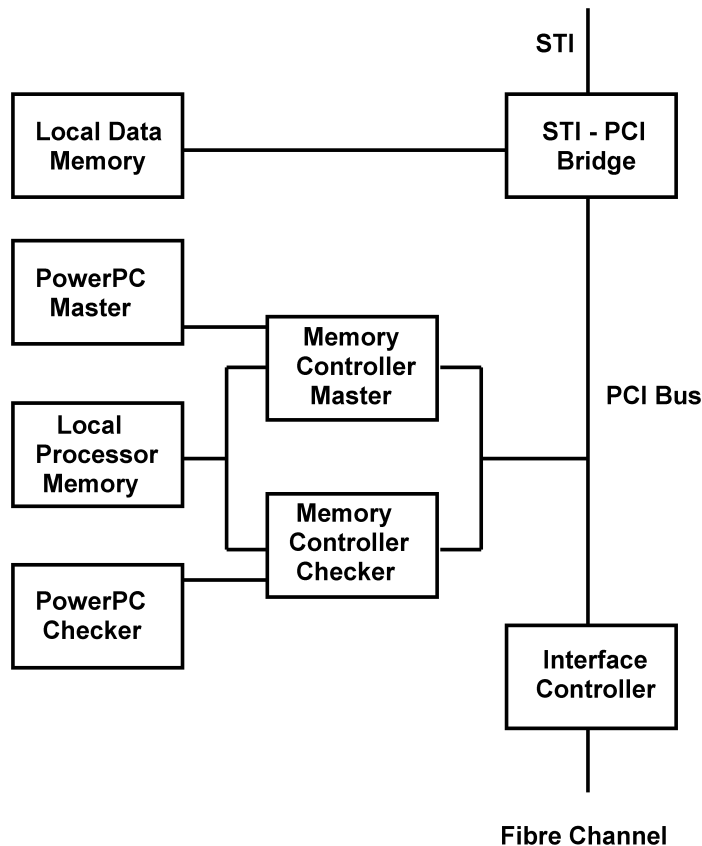 STI
Local Data
Memory
STI - PCI
Bridge
PowerPC
Master
Memory
Controller
Master
PCI Bus
Local
Processor
Memory
Memory
Controller
Checker
PowerPC
Checker
Interface
Controller
Fibre Channel